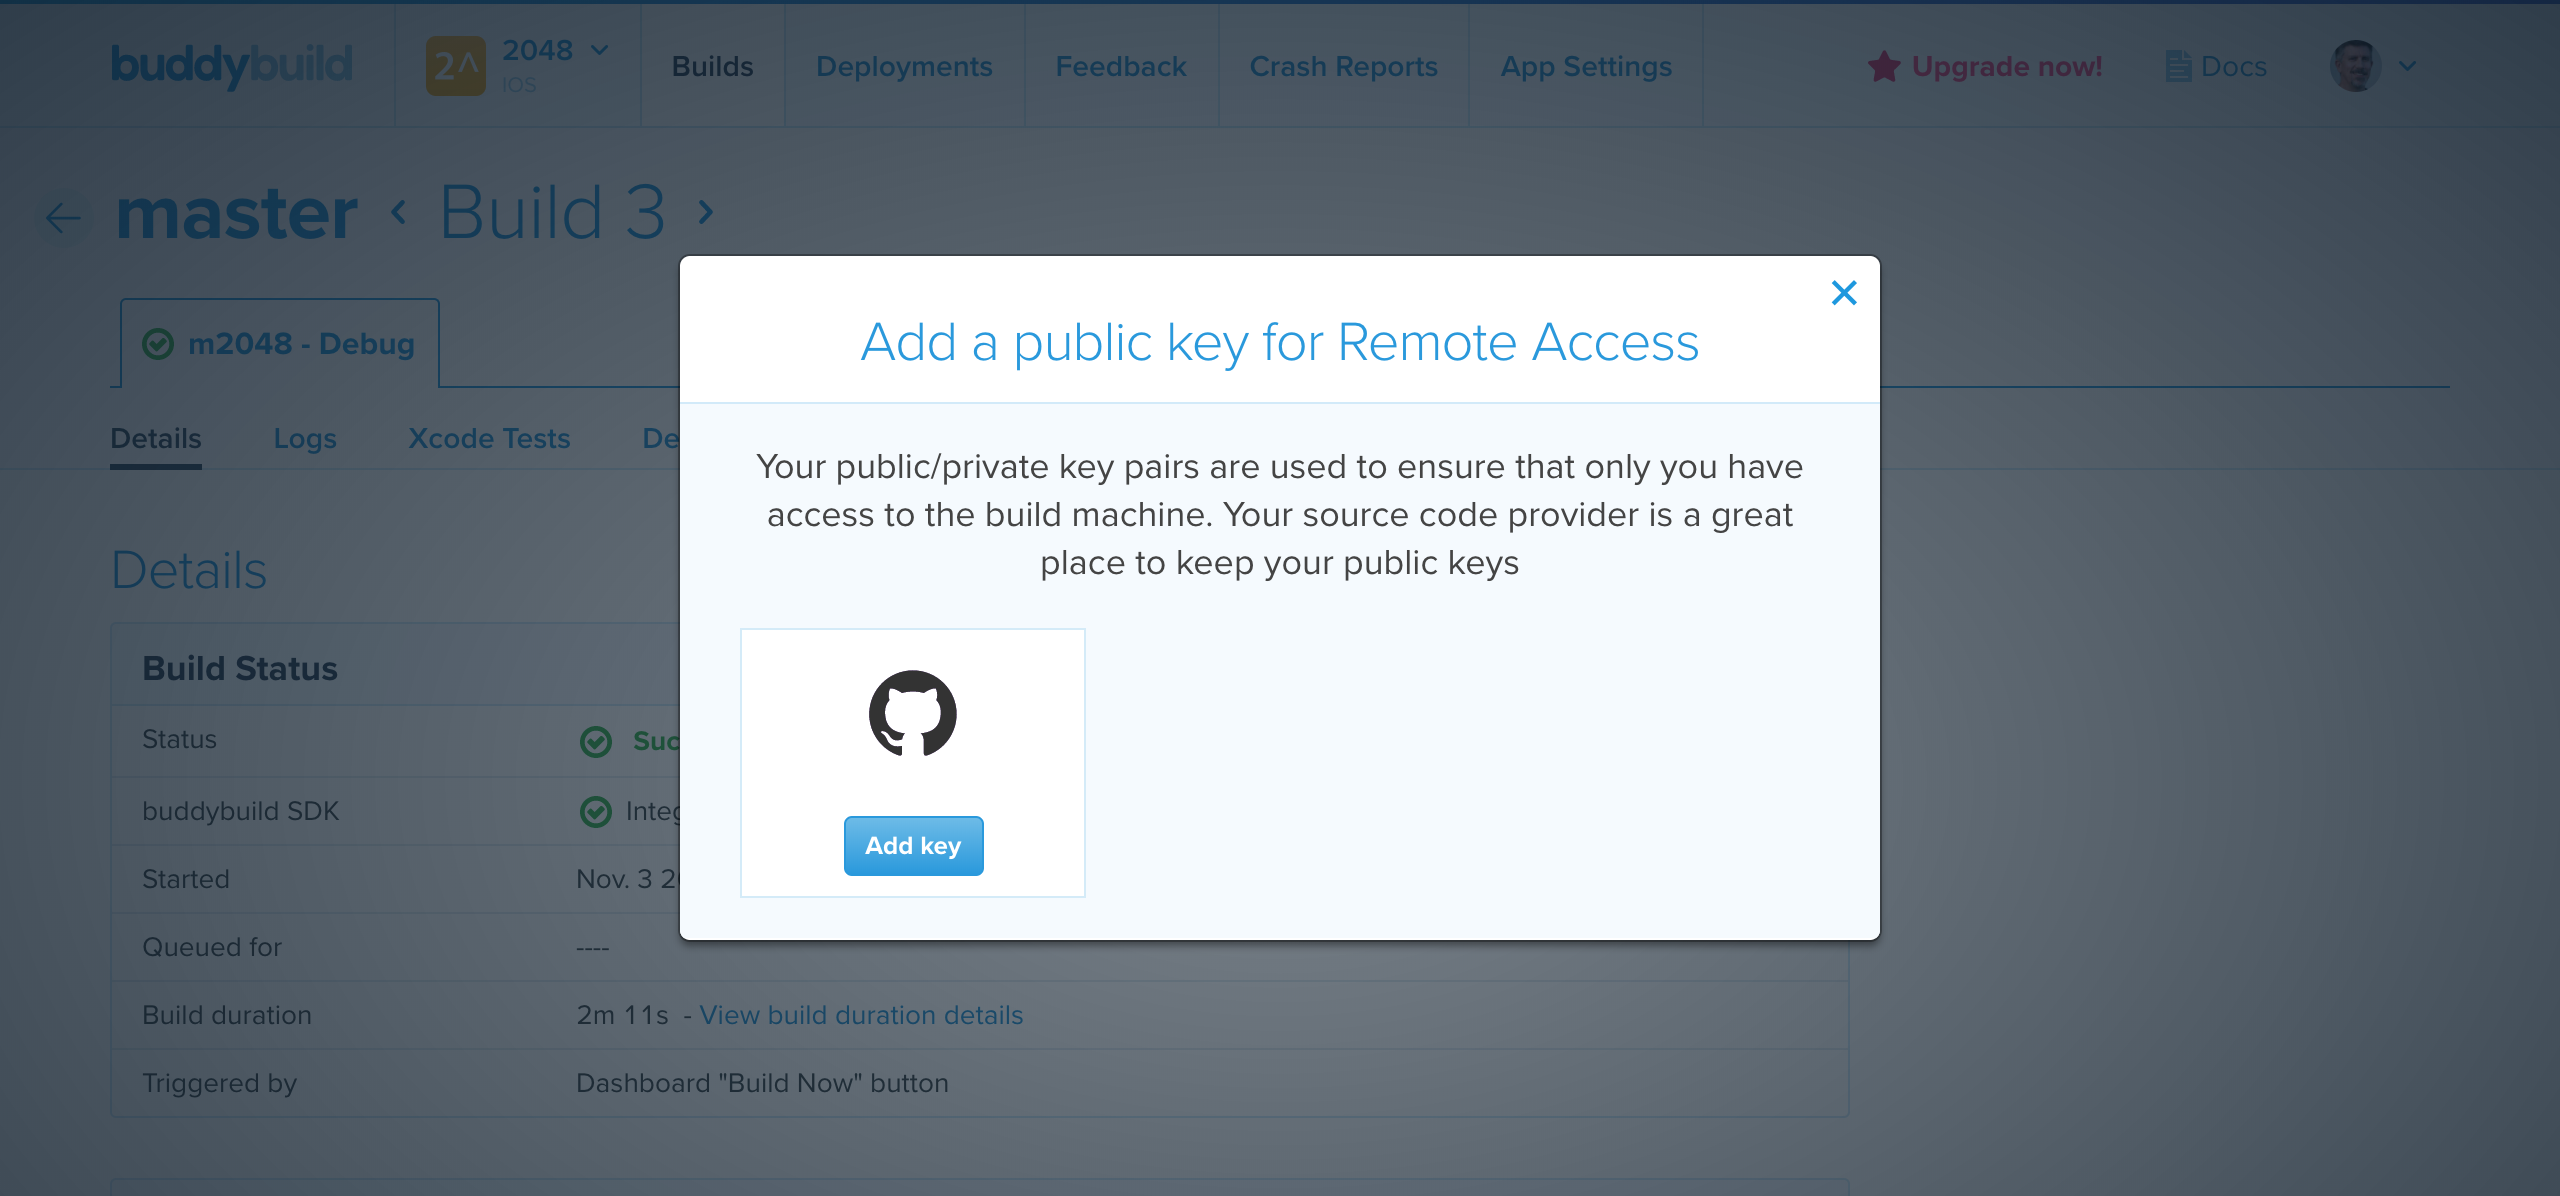 buddybuild
2^
2048
IOS
Builds
Deployments
Feedback
Crash Reports
App Settings
Upgrade now!
Docs
master
Build 3
m2048 - Debug
Details
Logs
Xcode Tests
Add a public key for Remote Access
Your public/private key pairs are used to ensure that only you have
access to the build machine. Your source code provider is a great
place to keep your public keys
Add key
Details
Build Status
Status
buddybuild SDK
Started
Nov. 3
Queued for
----
Build duration
2m 11s - View build duration details
Triggered by
Dashboard "Build Now" button